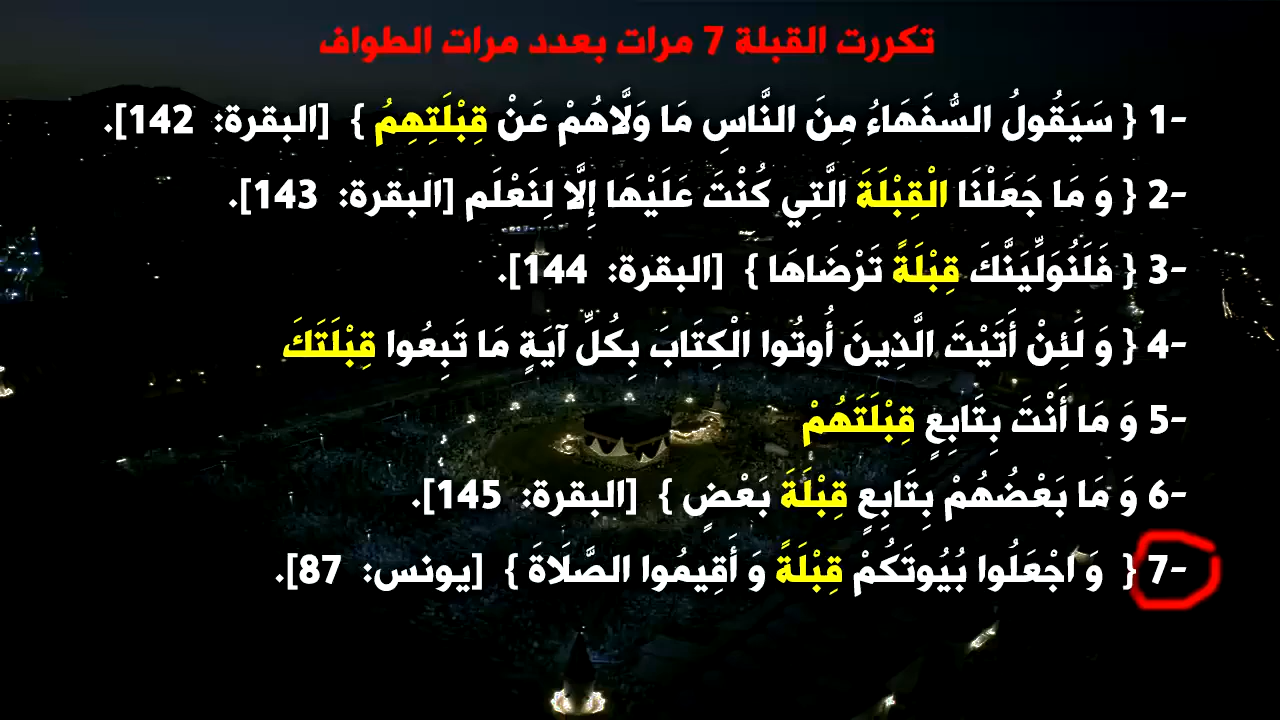 تكررت القبلة 7 مرات بعدد مرات الطواف
1- { سَيَقُولُ السُّفَهَاءُ مِنَ النَّاسِ مَا وَلَّاهُمْ عَنْ قِبْلَتِهِمُ } [البقرة: 142].
2- { وَ مَا جَعَلْنَا الْقِبْلَةَ الَّتِي كُنْتَ عَلَيْهَا إِلَّا لِنَعْلَم [البقرة: 143].
3- { فَلَنُوَلِّيَنَّكَ قِبْلَةً تَرْضَاهَا } [البقرة: 144].
4- { وَ لَئِنْ أَتَيْتَ الَّذِينَ أُوتُوا الْكِتَابَ بِكُلِّ آيَةٍ مَا تَبِعُوا قِبْلَتَكَ
5- وَ مَا أَنْتَ بِتَابِعٍ قِبْلَتَهُمْ
6- وَ مَا بَعْضُهُمْ بِتَابِعٍ قِبْلَةَ بَعْضٍ } [البقرة: 145].
7- { وَ اجْعَلُوا بُيُوتَكُمْ قِبْلَةً وَ أَقِيمُوا الصَّلَاةَ } [يونس: 87].